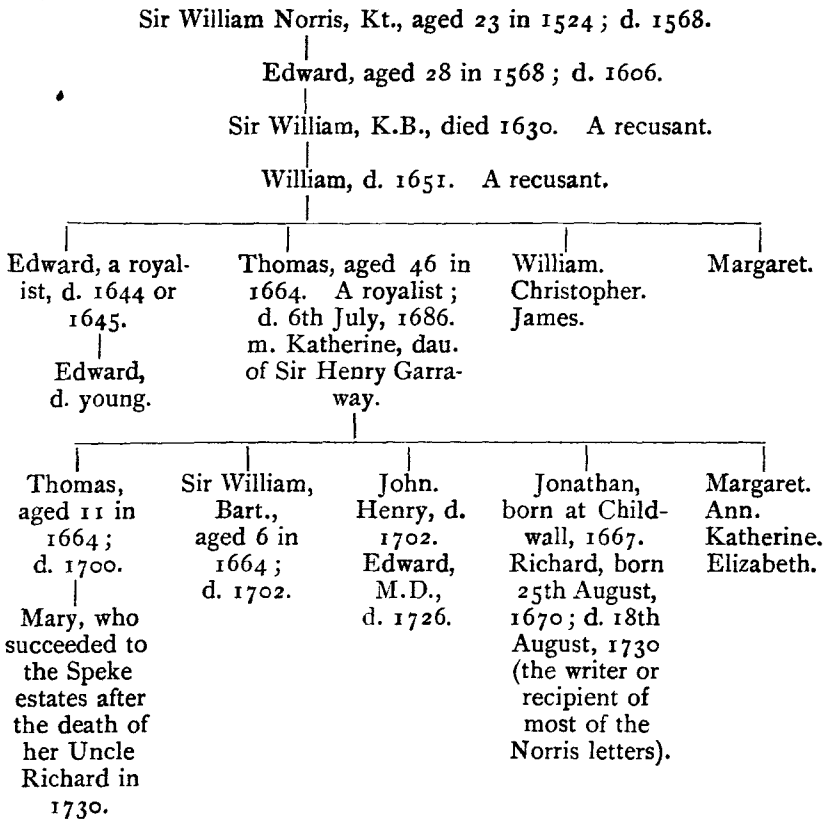 Sir William Norris, Kt., aged 23 in 1524; d. 1568.
Edward, aged 28 in 1568; d. 1606.
Sir William, K.B., died 1630. A recusant.
William, d. 1651. A recusant.
Edward, a royal-
ist, d. 1644 or
1645.
Edward,
d. young.
Thomas, aged 46 in
1664. A royalist;
d. 6th July, 1686.
m. Katherine, dau.
of Sir Henry Garra-
way.
William.
Christopher.
James.
Margaret.
Thomas,
aged 11 in
1664;
d. 1700.
Mary, who
succeeded to
the Speke
estates after
the death of
her Uncle
Richard in
1730.
Sir William,
Bart.,
aged 6 in
1664;
d. 1702.
John.
Henry, d.
1702.
Edward,
M.D.,
d. 1726.
Jonathan,
born at Child-
wall, 1667.
Richard, born
25th August,
1670; d. 18th
August, 1730
(the writer or
recipient of
most of the
Norris letters).
Margaret.
Ann.
Katherine.
Elizabeth.